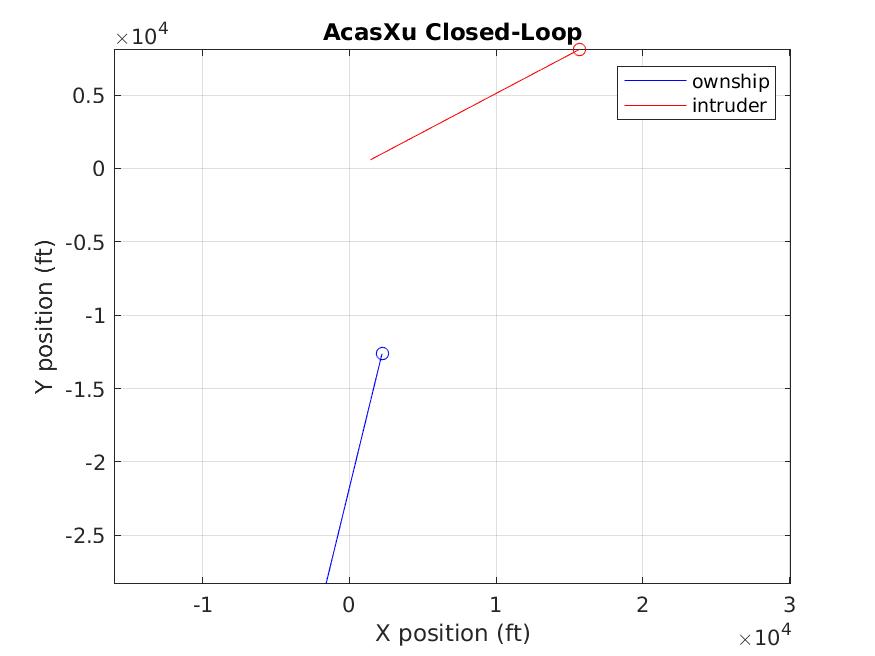 AcasXu Closed-Loop
×10^4
0.5
0
-0.5
-1
-1.5
-2
-2.5
Y position (ft)
ownship
intruder
-1 0 1 2 3
X position (ft)
×10^4